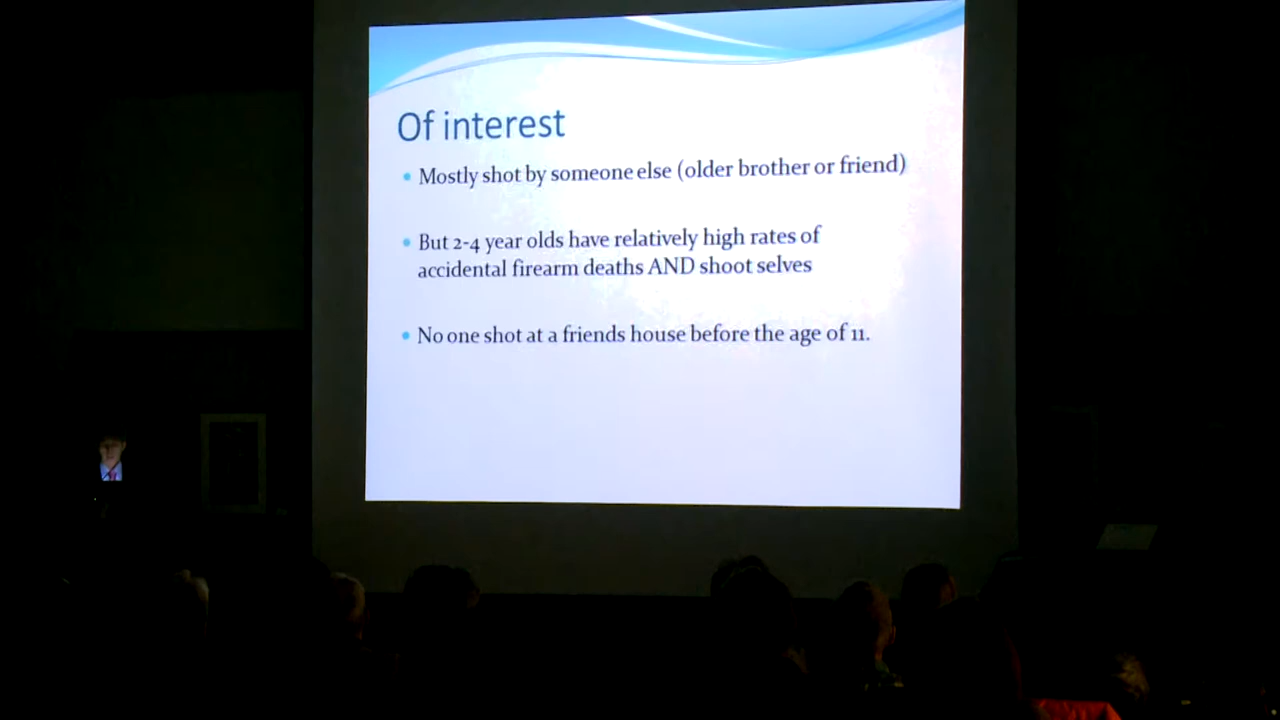 Of interest
• Mostly shot by someone else (older brother or friend)
• But 2-4 year olds have relatively high rates of
accidental firearm deaths AND shoot selves
• No one shot at a friends house before the age of 11.